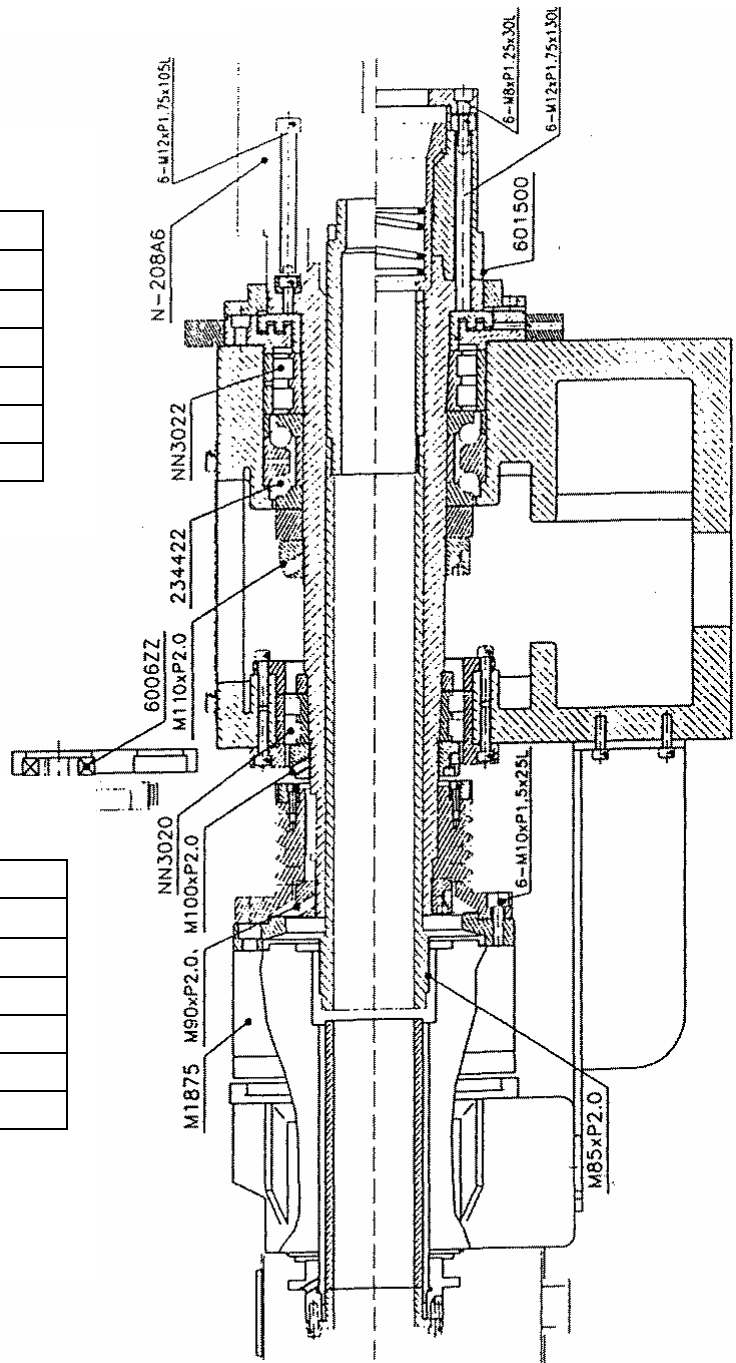 6-M12xP1.75x105L
N-208A6
NN3022
234422
M110xP2.0
6006ZZ
NN3020
M100xP2.0
M90xP2.0
M1875
6-M8xP1.25x30L
6-M12xP1.75x130L
601500
6-M10xP1.5x25L
M85xP2.0